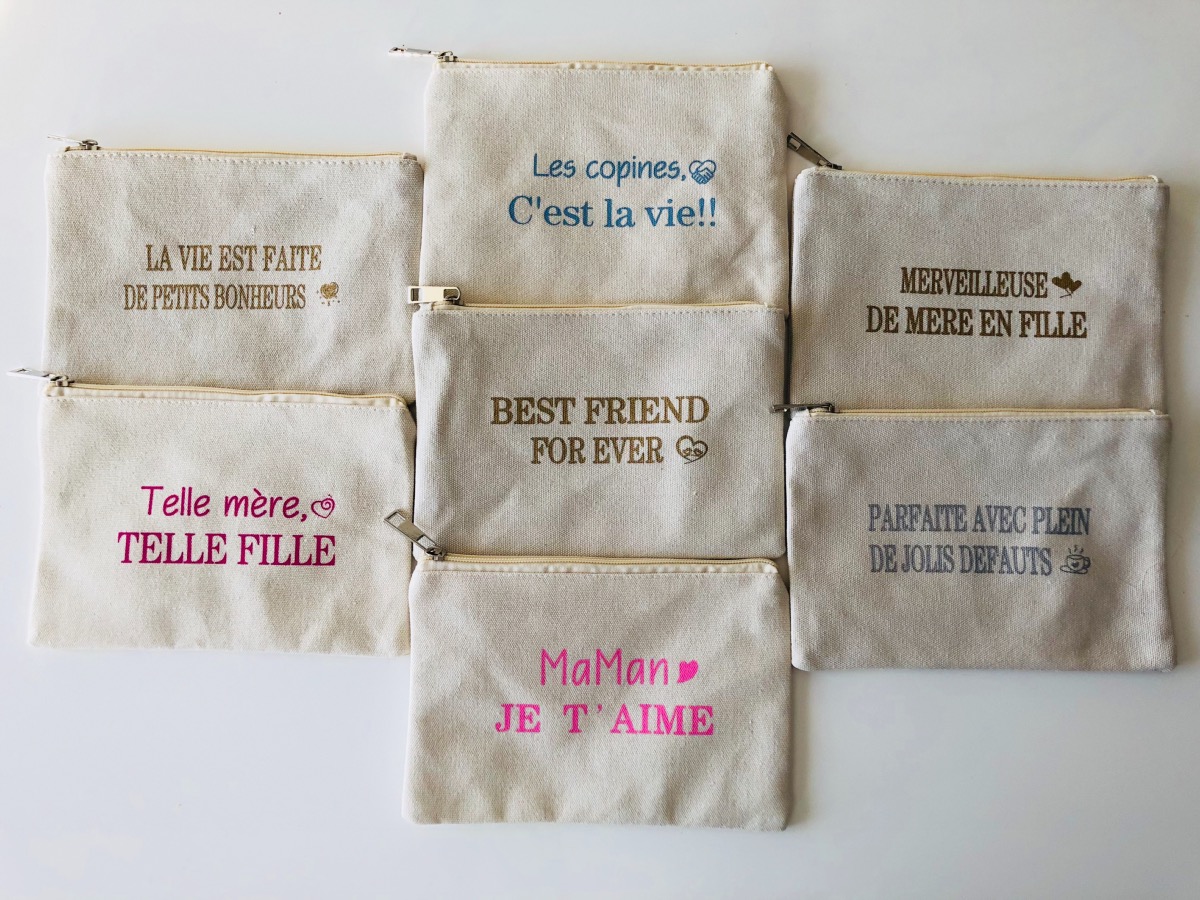 Les copines,
C'est la vie!!
LA VIE EST FAITE
DE PETITS BONHEURS
MERVEILLEUSE
DE MERE EN FILLE
BEST FRIEND
FOR EVER
Telle mère,
TELLE FILLE
PARFAITE AVEC PLEIN
DE JOLIS DEFAUTS
MaMan
JE T'AIME